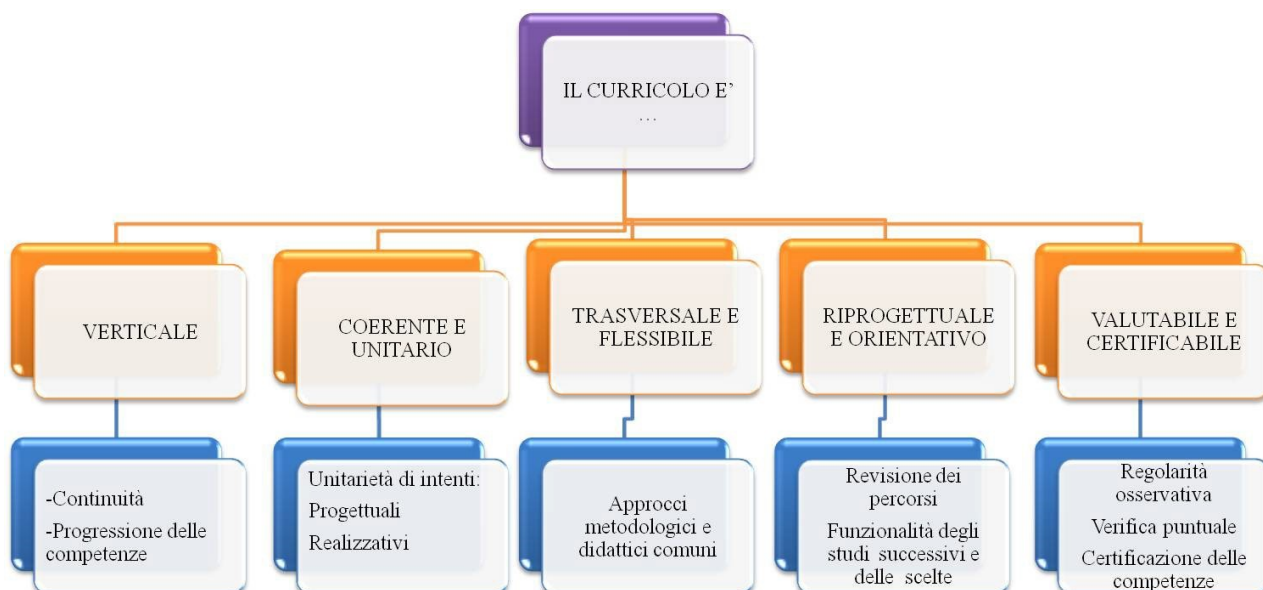 IL CURRICOLO E'
...
VERTICALE
COERENTE E
UNITARIO
TRASVERSALE E
FLESSIBILE
RIPROGETTUALE
E ORIENTATIVO
VALUTABILE E
CERTIFICABILE
-Continuità
-Progressione delle
competenze
Unitarietà di intenti:
Progettuali
Realizzativi
Approcci
metodologici e
didattici comuni
Revisione dei
percorsi
Funzionalità degli
studi successivi e
delle scelte
Regolarità
osservativa
Verifica puntuale
Certificazione delle
competenze